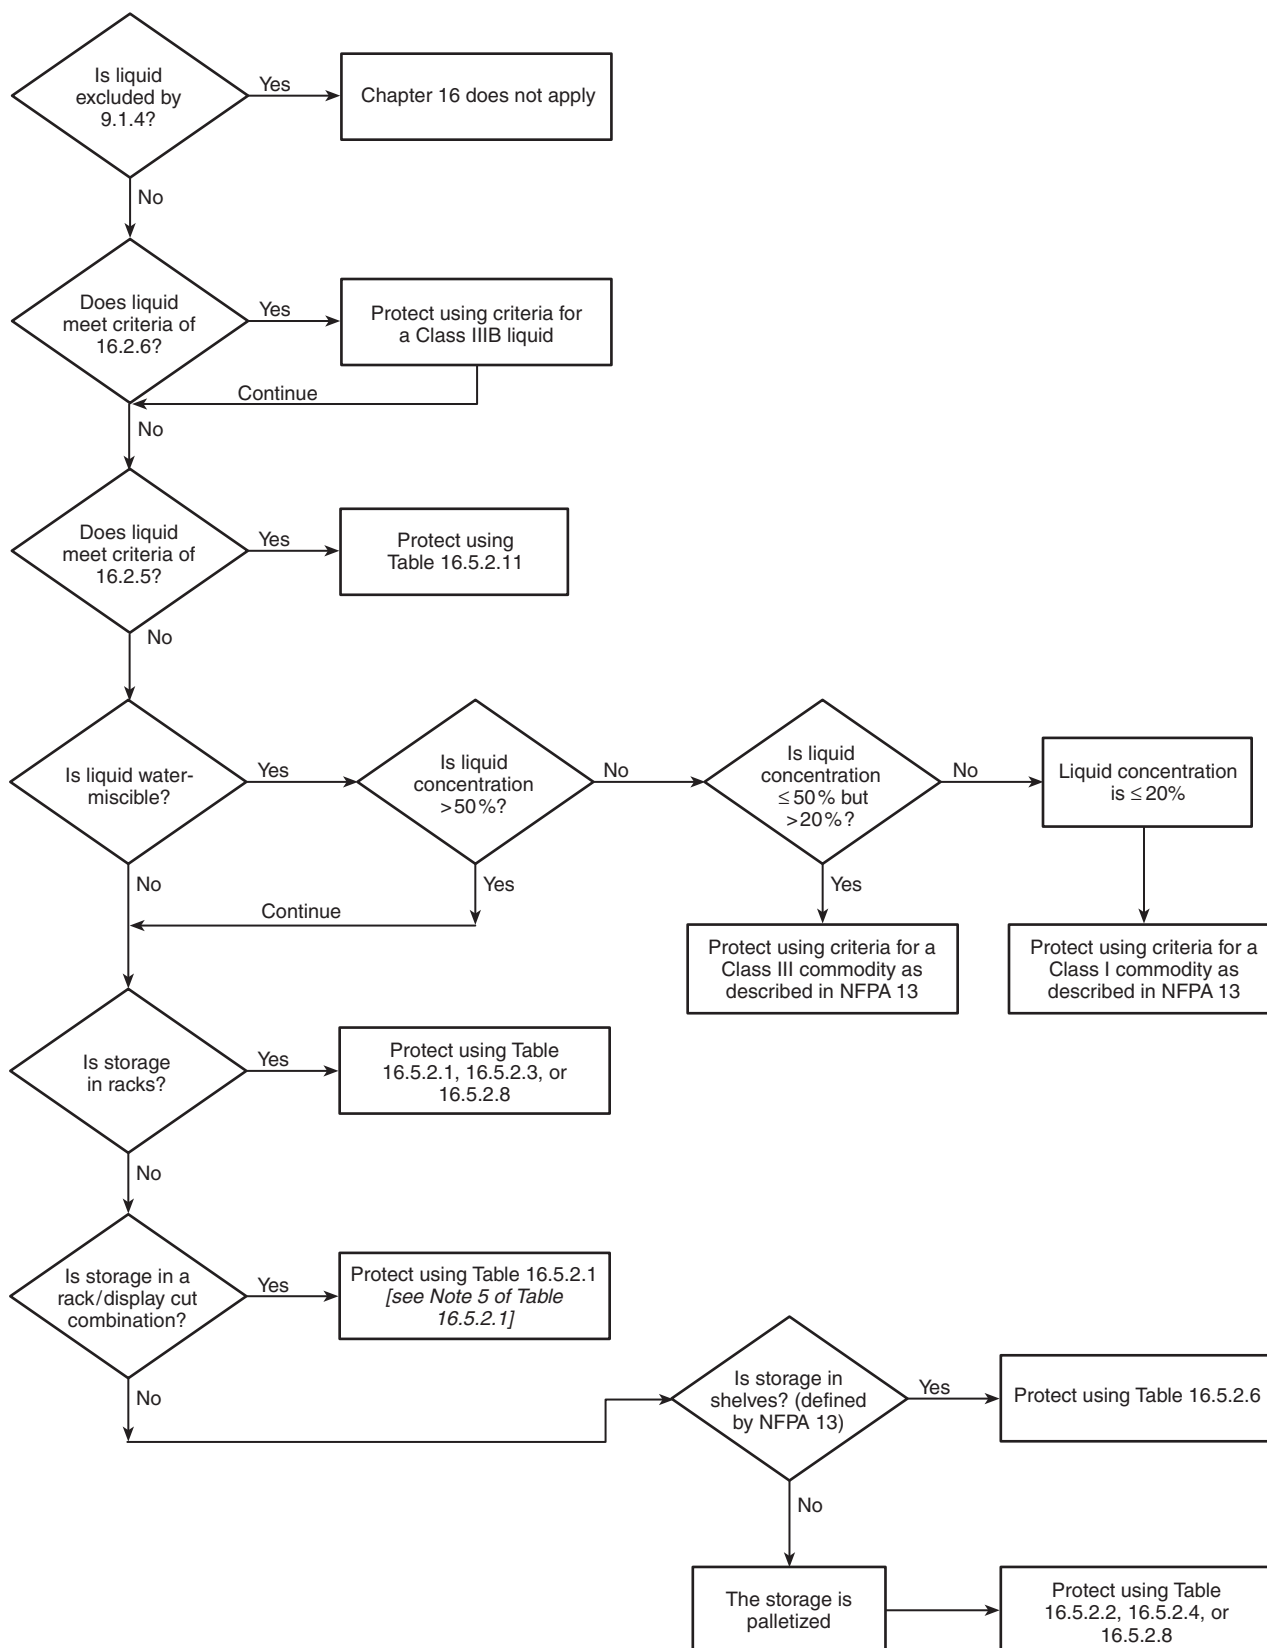 Is liquid
excluded by
9.1.4?
Yes
Chapter 16 does not apply
No
Does liquid
meet criteria of
16.2.6?
Yes
Protect using criteria for
a Class IIIB liquid
Continue
No
Does liquid
meet criteria of
16.2.5?
Yes
Protect using
Table 16.5.2.11
No
Is liquid water-
miscible?
Yes
Is liquid
concentration
>50%?
No
Is liquid
concentration
≤50% but
>20%?
No
Liquid concentration
is ≤20%
No
Yes
Yes
Continue
Protect using criteria for a
Class III commodity as
described in NFPA 13
Protect using criteria for a
Class I commodity as
described in NFPA 13
Is storage
in racks?
Yes
Protect using Table
16.5.2.1, 16.5.2.3, or
16.5.2.8
No
Is storage in a
rack/display cut
combination?
Yes
Protect using Table 16.5.2.1
[see Note 5 of Table
16.5.2.1]
No
Is storage in
shelves? (defined
by NFPA 13)
Yes
Protect using Table 16.5.2.6
No
The storage is
palletized
Protect using Table
16.5.2.2, 16.5.2.4, or
16.5.2.8